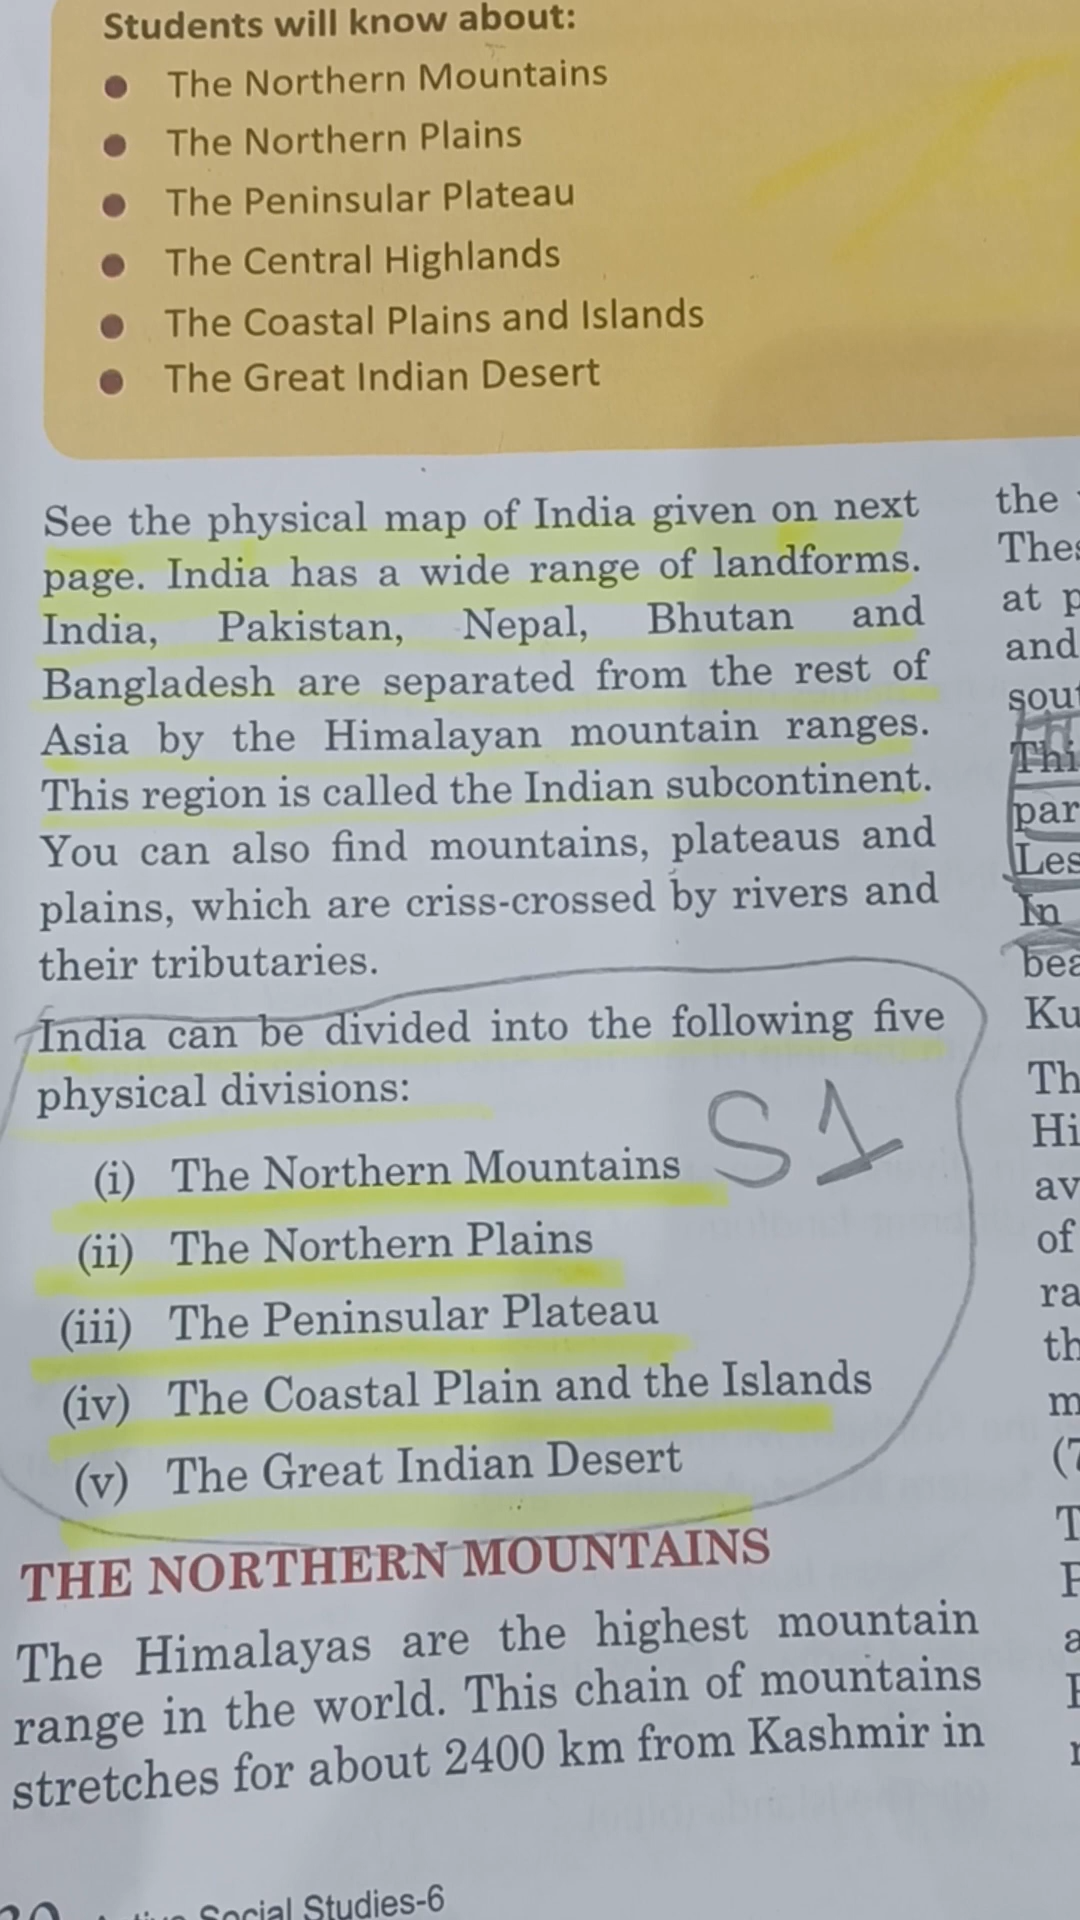 Students will know about:
● The Northern Mountains
● The Northern Plains
● The Peninsular Plateau
● The Central Highlands
● The Coastal Plains and Islands
● The Great Indian Desert
See the physical map of India given on next
page. India has a wide range of landforms.
India, Pakistan, Nepal, Bhutan and
Bangladesh are separated from the rest of
Asia by the Himalayan mountain ranges.
This region is called the Indian subcontinent.
You can also find mountains, plateaus and
plains, which are criss-crossed by rivers and
their tributaries.
India can be divided into the following five
physical divisions:
S1
(i) The Northern Mountains
(ii) The Northern Plains
(iii) The Peninsular Plateau
(iv) The Coastal Plain and the Islands
(v) The Great Indian Desert
THE NORTHERN MOUNTAINS
The Himalayas are the highest mountain
range in the world. This chain of mountains
stretches for about 2400 km from Kashmir in
Social Studies-6
the
at
and
In
of